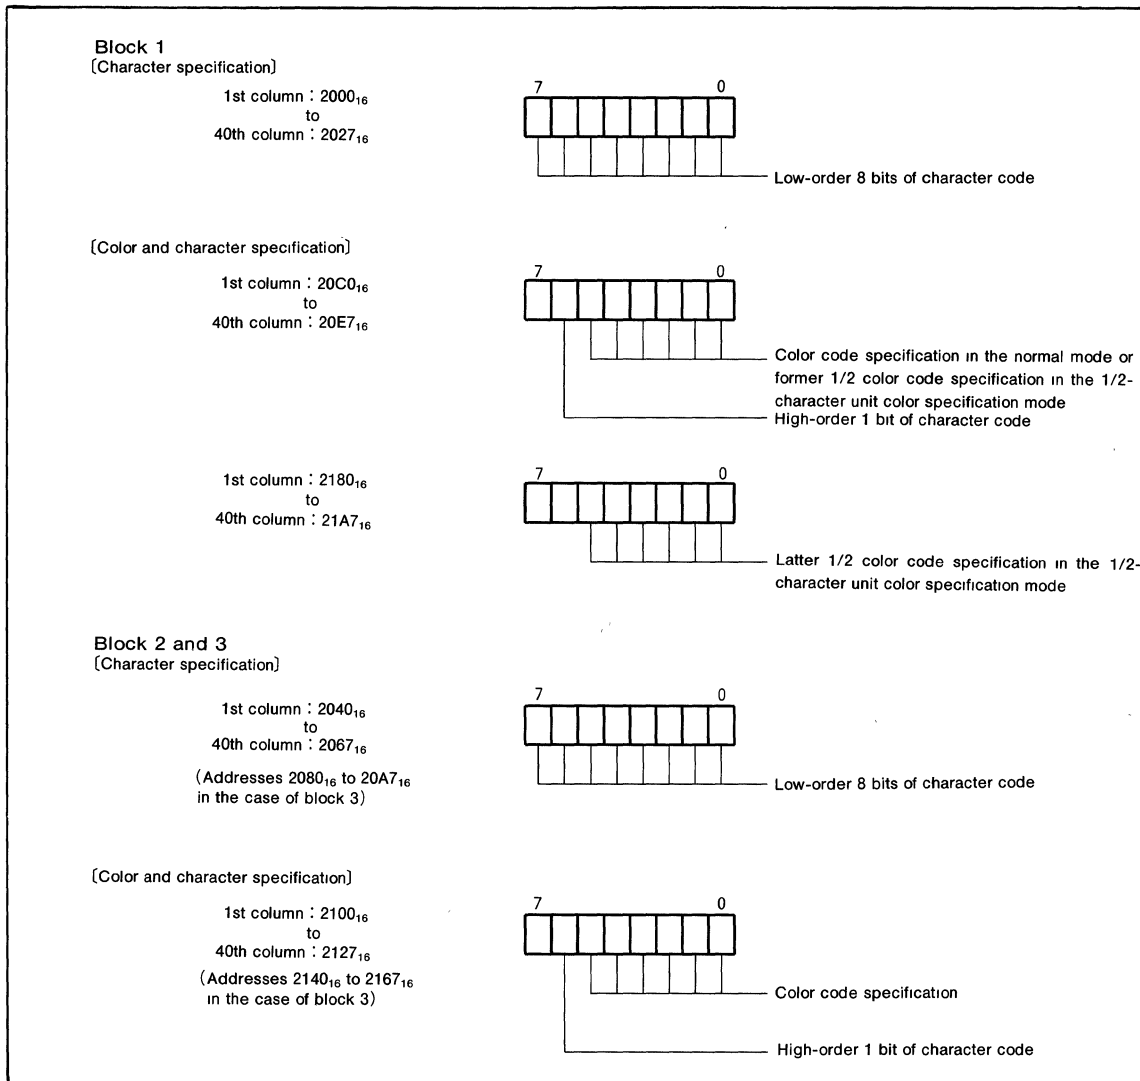 Block 1
〔Character specification〕
1st column : 2000₁₆
to
40th column : 2027₁₆
7 0
Low-order 8 bits of character code
〔Color and character specification〕
1st column : 20C0₁₆
to
40th column : 20E7₁₆
7 0
Color code specification in the normal mode or
former 1/2 color code specification in the 1/2-
character unit color specification mode
High-order 1 bit of character code
1st column : 2180₁₆
to
40th column : 21A7₁₆
7 0
Latter 1/2 color code specification in the 1/2-
character unit color specification mode
Block 2 and 3
〔Character specification〕
1st column : 2040₁₆
to
40th column : 2067₁₆
(Addresses 2080₁₆ to 20A7₁₆
in the case of block 3)
7 0
Low-order 8 bits of character code
〔Color and character specification〕
1st column : 2100₁₆
to
40th column : 2127₁₆
(Addresses 2140₁₆ to 2167₁₆
in the case of block 3)
7 0
Color code specification
High-order 1 bit of character code